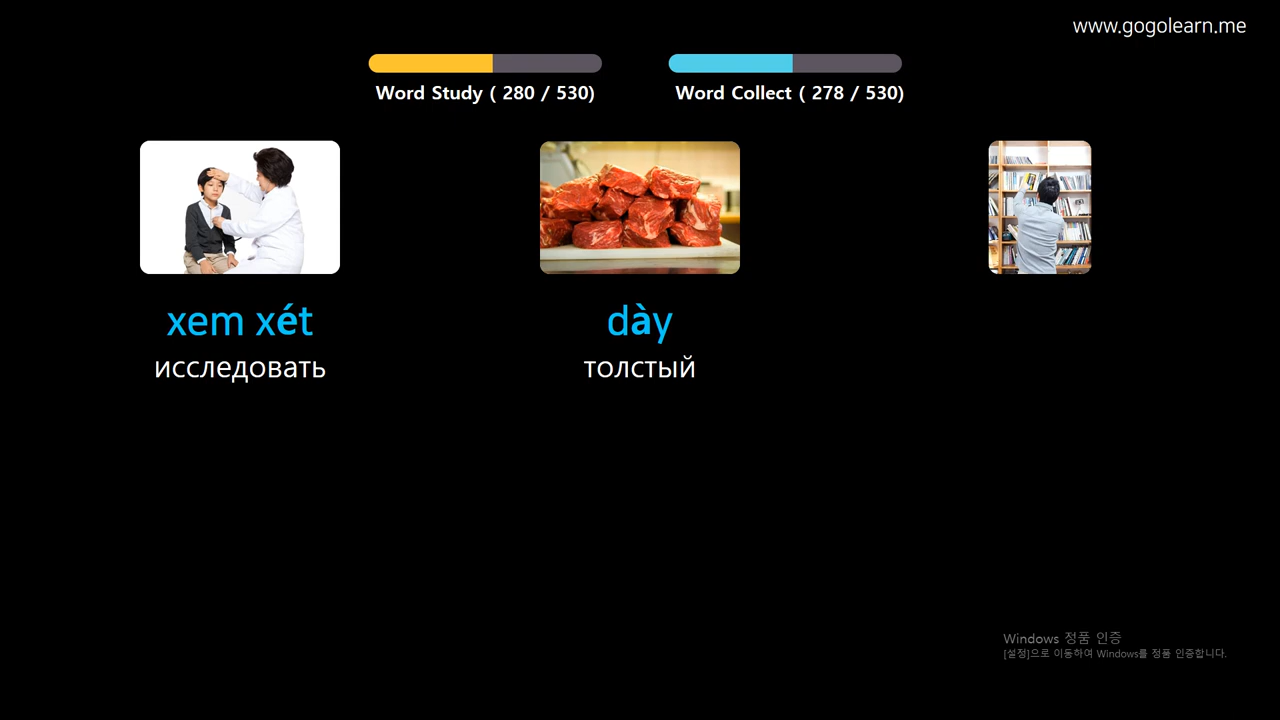 www.gogolearn.me
Word Study ( 280 / 530)
Word Collect ( 278 / 530)
xem xét
исследовать
dày
толстый
Windows 정품 인증
[설정]으로 이동하여 Windows를 정품 인증합니다.